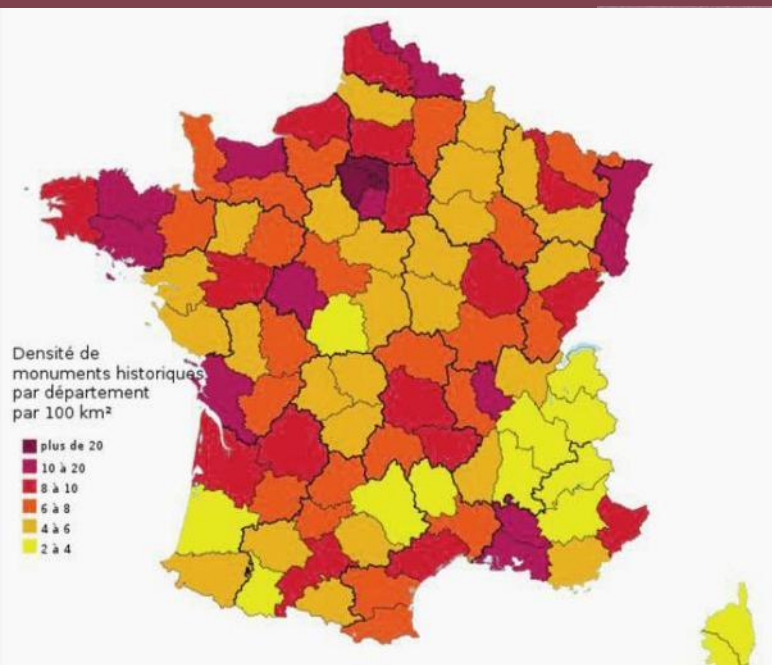 Densité de
monuments historiques
par département
par 100 km²
plus de 20
10 à 20
8 à 10
6 à 8
4 à 6
2 à 4